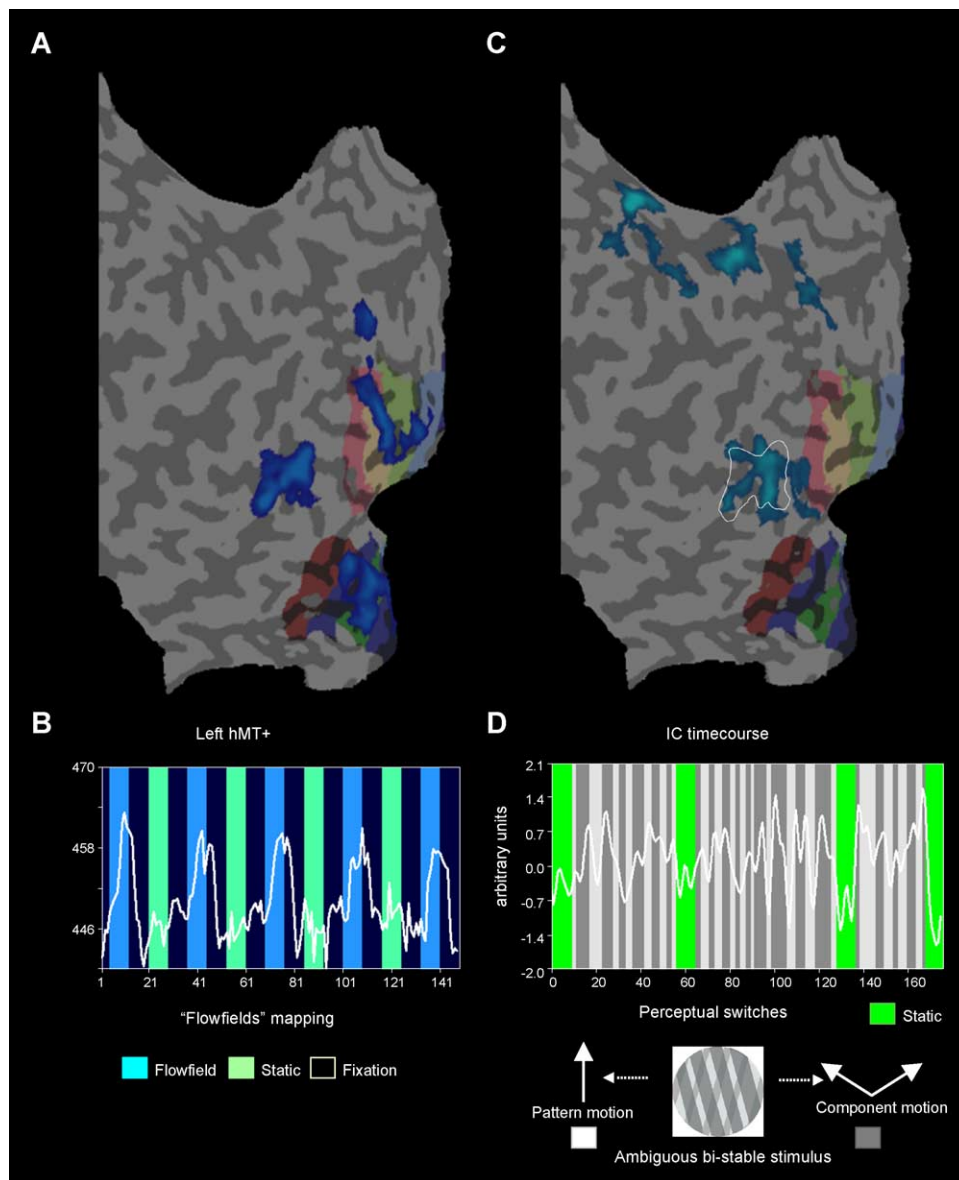 A
C
B
Left hMT+
470
458
446
1 21 41 61 81 101 121 141
"Flowfields" mapping
Flowfield Static Fixation
D
IC timecourse
arbitrary units
2.1
1.4
0.7
0.0
-0.7
-1.4
-2.0
0 20 40 60 80 100 120 140 160
Perceptual switches
Static
Pattern motion
Component motion
Ambiguous bi-stable stimulus